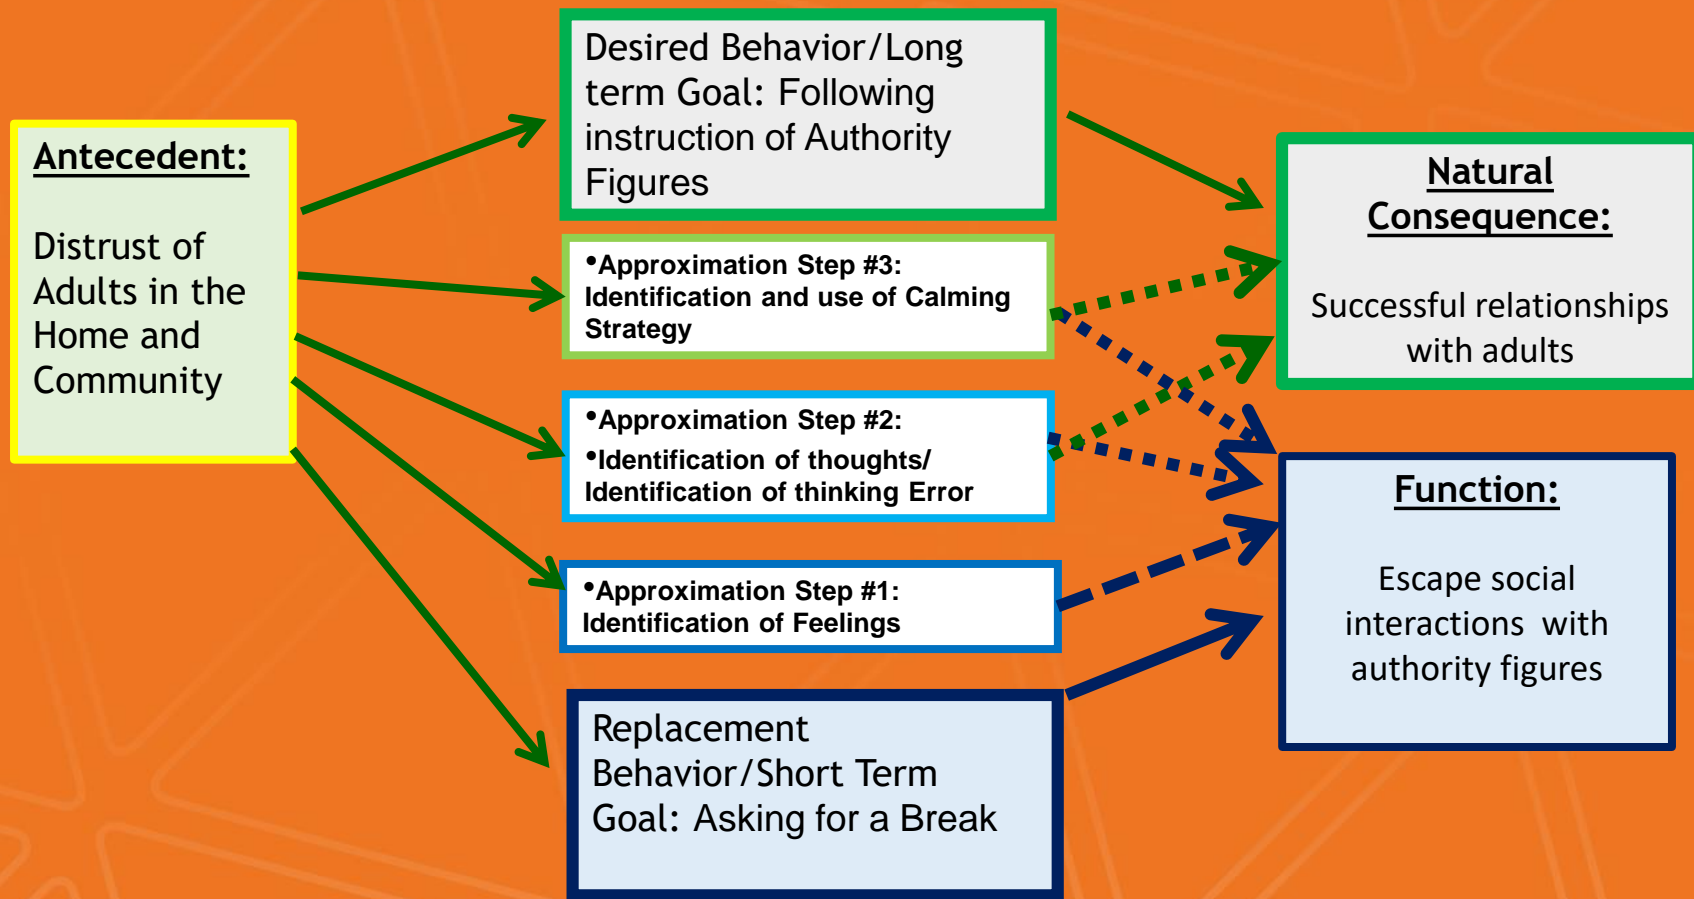 Antecedent:
Distrust of
Adults in the
Home and
Community
Desired Behavior/Long
term Goal: Following
instruction of Authority
Figures
•Approximation Step #3:
Identification and use of Calming
Strategy
•Approximation Step #2:
•Identification of thoughts/
Identification of thinking Error
•Approximation Step #1:
Identification of Feelings
Replacement
Behavior/Short Term
Goal: Asking for a Break
Natural
Consequence:
Successful relationships
with adults
Function:
Escape social
interactions with
authority figures